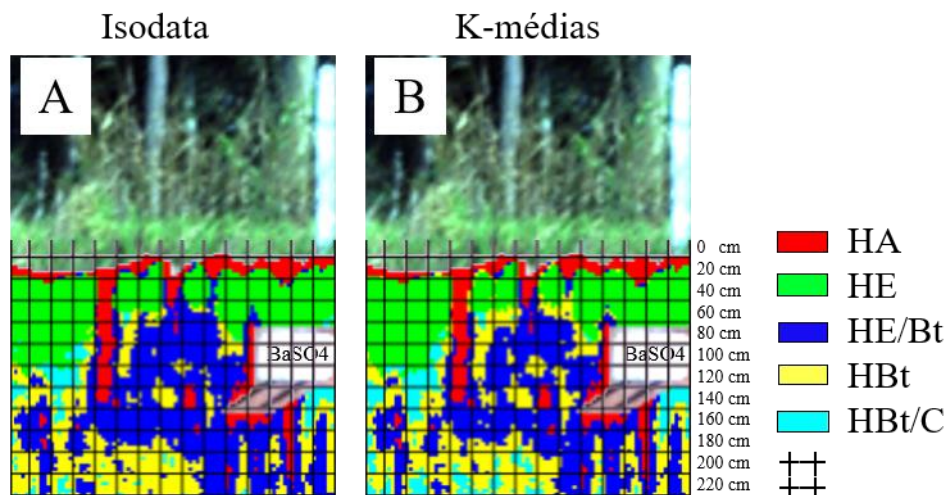 Isodata
K-médias
A
B
BaSO4
BaSO4
0 cm
20 cm
40 cm
60 cm
80 cm
100 cm
120 cm
140 cm
160 cm
180 cm
200 cm
220 cm
HA
HE
HE/Bt
HBt
HBt/C